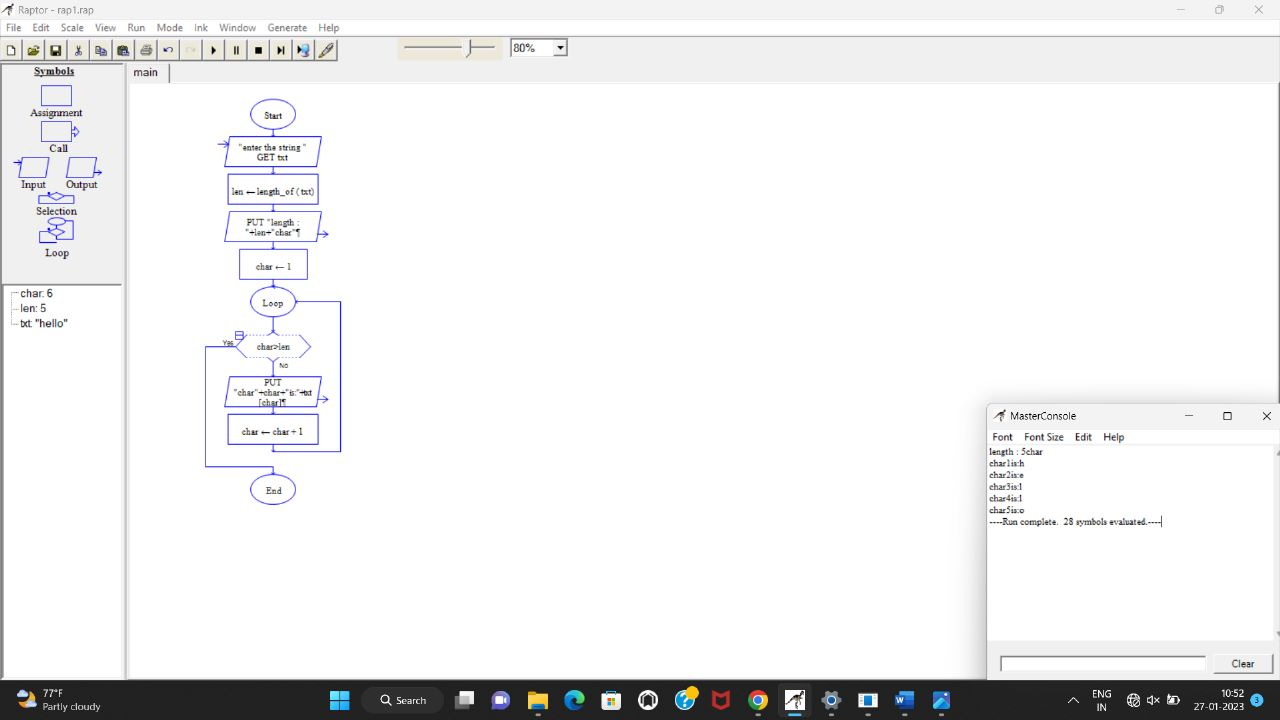 Raptor - rap1.rap
File Edit Scale View Run Mode Ink Window Generate Help
80%
Symbols
Assignment
Call
Input Output
Selection
Loop
char: 6
len: 5
txt: "hello"
main
Start
"enter the string "
GET txt
len ← length_of ( txt)
PUT "length :
"+len+"char"¶
char ← 1
Loop
Yes
char>len
No
PUT
"char"+char+"is:"+txt
[char]¶
char ← char + 1
End
MasterConsole
Font Font Size Edit Help
length : 5char
char1is:h
char2is:e
char3is:l
char4is:l
char5is:o
----Run complete.  28 symbols evaluated.----
Clear
77°F
Partly cloudy
Search
ENG
IN
10:52
27-01-2023
3